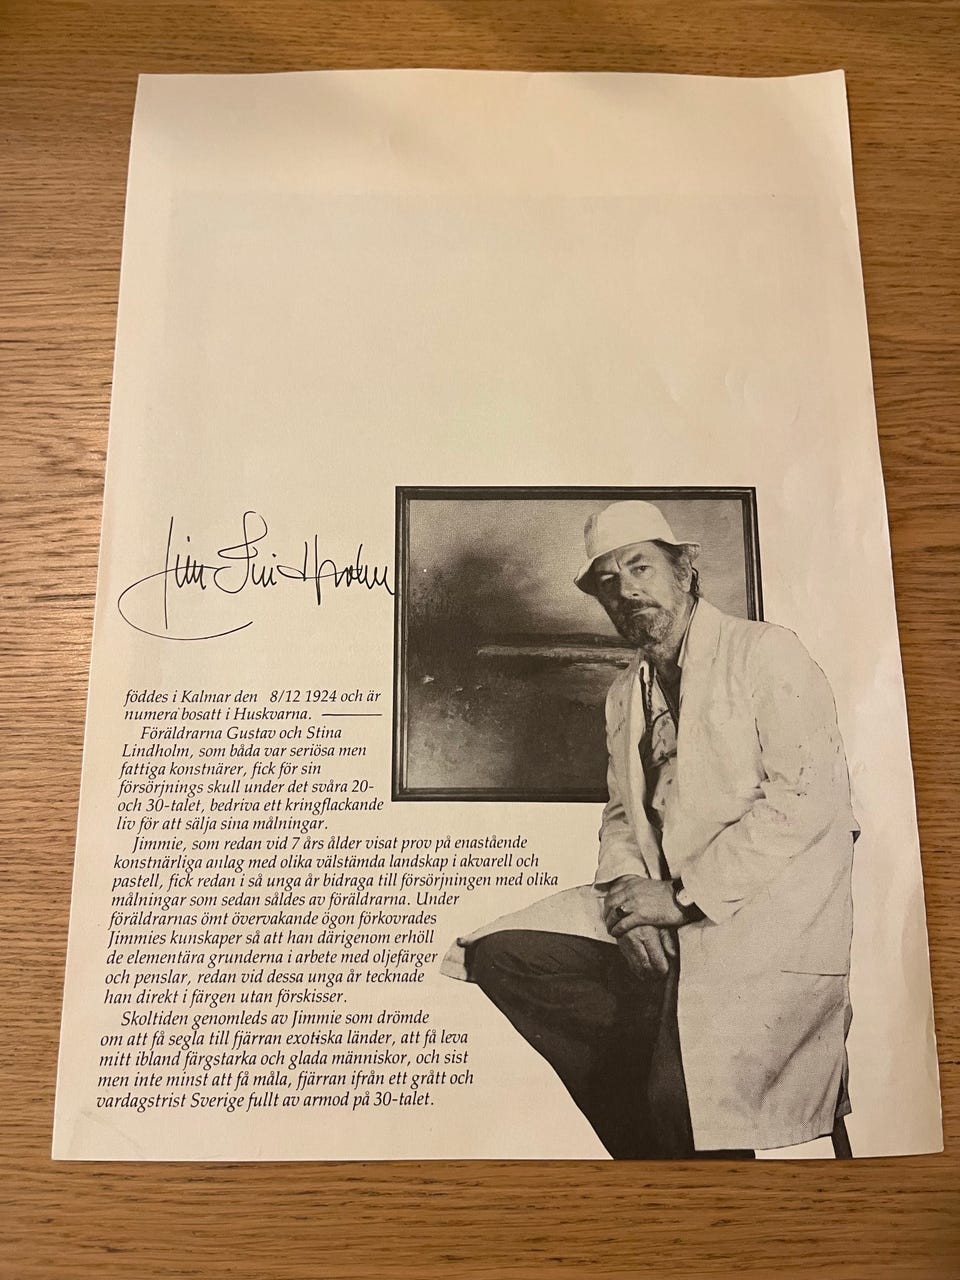 Jim Lindholm
föddes i Kalmar den 8/12 1924 och är
numera bosatt i Huskvarna.
Föräldrarna Gustav och Stina
Lindholm, som båda var seriösa men
fattiga konstnärer, fick för sin
försörjnings skull under det svåra 20-
och 30-talet, bedriva ett kringflackande
liv för att sälja sina målningar.
Jimmie, som redan vid 7 års ålder visat prov på enastående
konstnärliga anlag med olika välstämda landskap i akvarell och
pastell, fick redan i så unga år bidraga till försörjningen med olika
målningar som sedan såldes av föräldrarna. Under
föräldrarnas ömt övervakande ögon förkovrades
Jimmies kunskaper så att han därigenom erhöll
de elementära grunderna i arbete med oljefärger
och penslar, redan vid dessa unga år tecknade
han direkt i färgen utan förskisser.
Skoltiden genomleds av Jimmie som drömde
om att få segla till fjärran exotiska länder, att få leva
mitt ibland färgstarka och glada människor, och sist
men inte minst att få måla, fjärran ifrån ett grått och
vardagstrist Sverige fullt av armod på 30-talet.